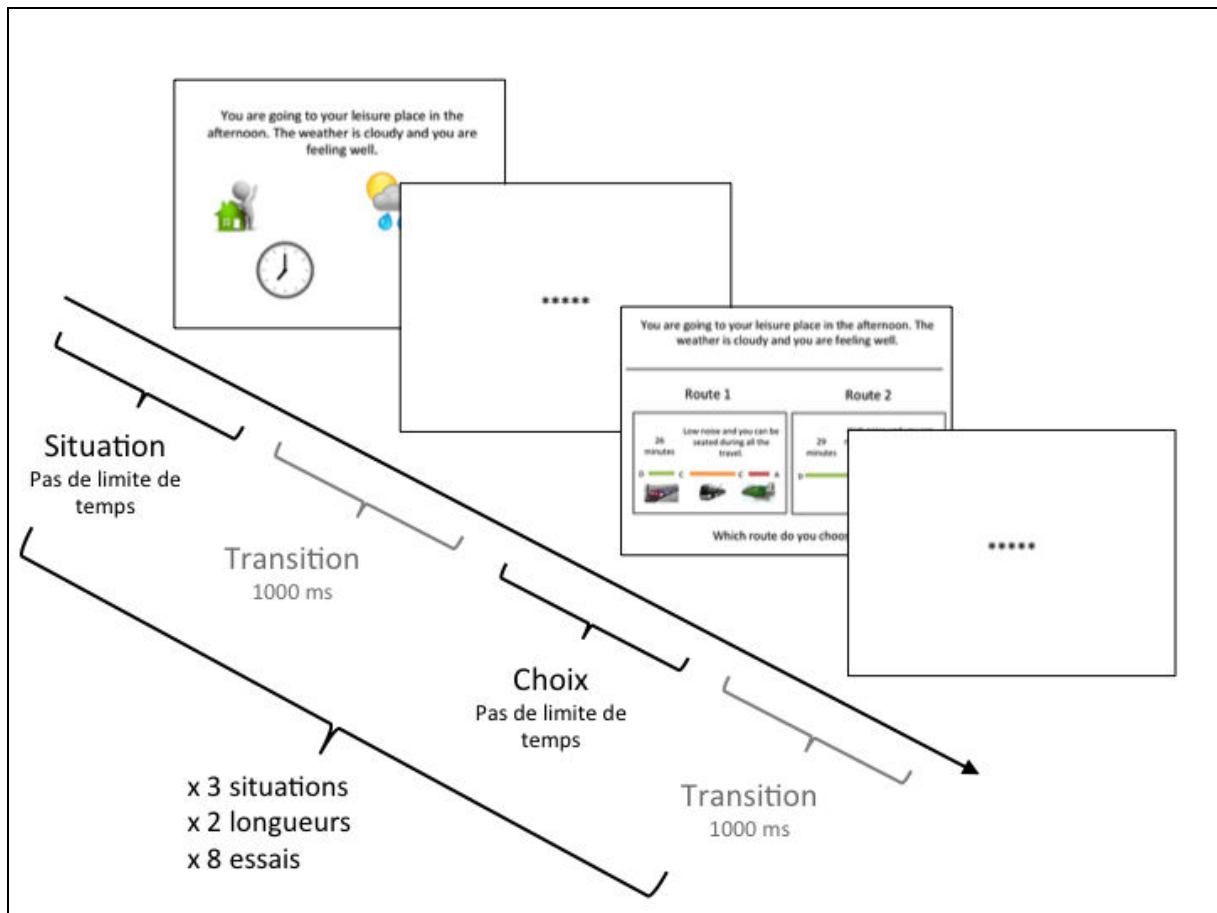 You are going to your leisure place in the
afternoon. The weather is cloudy and you are
feeling well.
*****
You are going to your leisure place in the afternoon. The
weather is cloudy and you are feeling well.
Route 1
Route 2
26
minutes
Low noise and you can be
seated during all the
travel.
D C C A
29
minutes
D
Which route do you choo
*****
Situation
Pas de limite de
temps
Transition
1000 ms
Choix
Pas de limite de
temps
Transition
1000 ms
x 3 situations
x 2 longueurs
x 8 essais